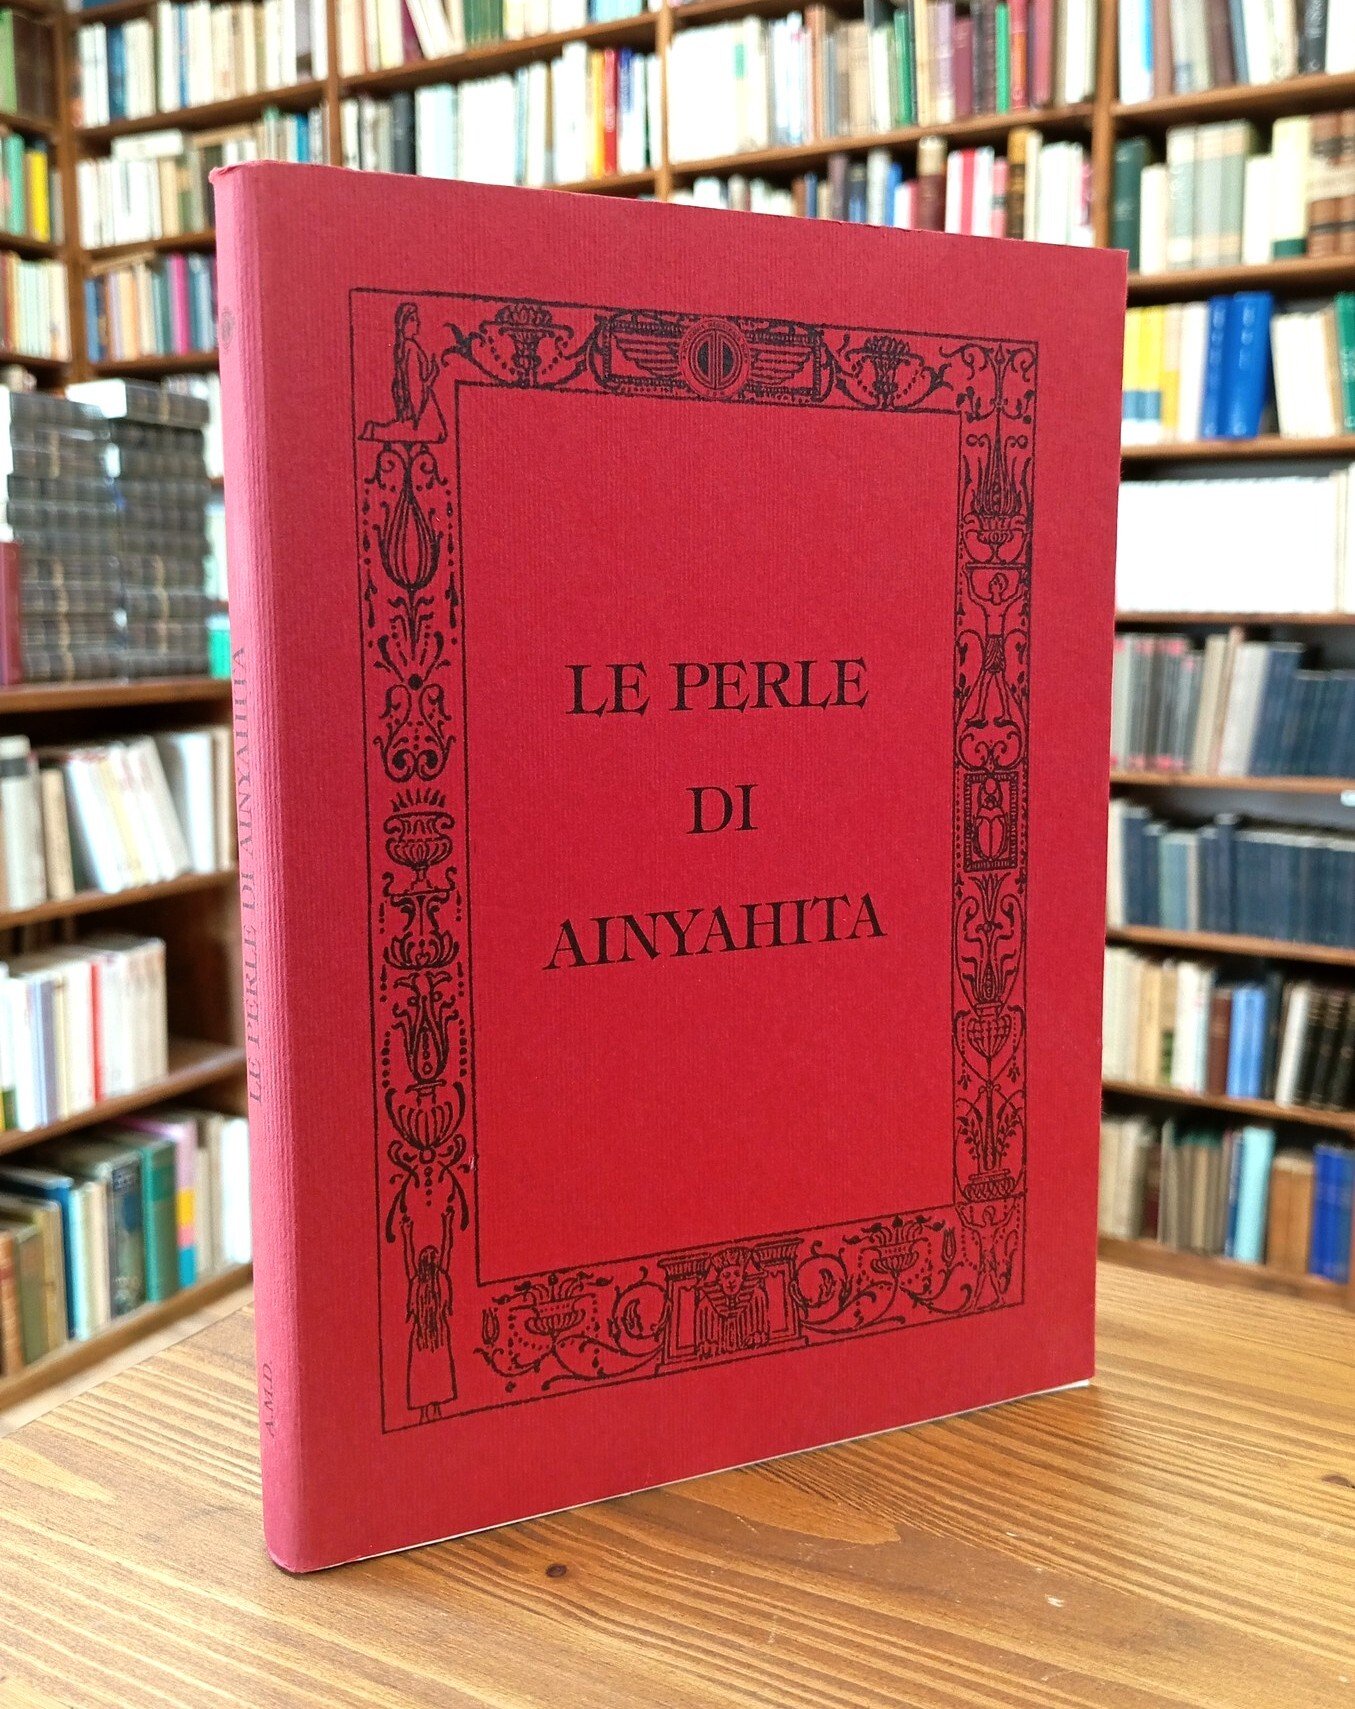 LE PERLE
DI
AINYAHITA
LE PERLE DI AINYAHITA
A.M.D.